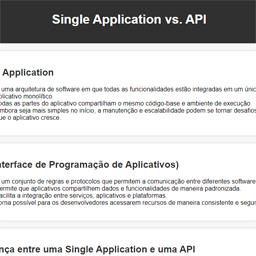 Single Application vs. API
Application
uma arquitetura de software em que todas as funcionalidades estão integradas em um únic
plicativo monolítico.
odas as partes do aplicativo compartilham o mesmo código-base e ambiente de execução
mbora seja mais simples no início, a manutenção e escalabilidade podem se tornar desafios
ue o aplicativo cresce.
terface de Programação de Aplicativos)
um conjunto de regras e protocolos que permitem a comunicação entre diferentes software
ermite que aplicativos compartilhem dados e funcionalidades de maneira padronizada.
acilita a integração entre serviços, aplicativos e plataformas.
orna possível para os desenvolvedores acessarem recursos de maneira consistente e segur
nça entre uma Single Application e uma API